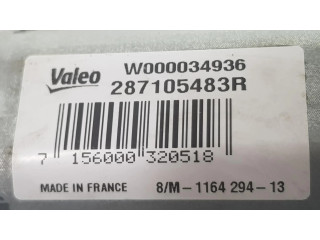 Valeo W000034936
287105483R
7 156000 320518
MADE IN FRANCE 8/M-1164 294-13